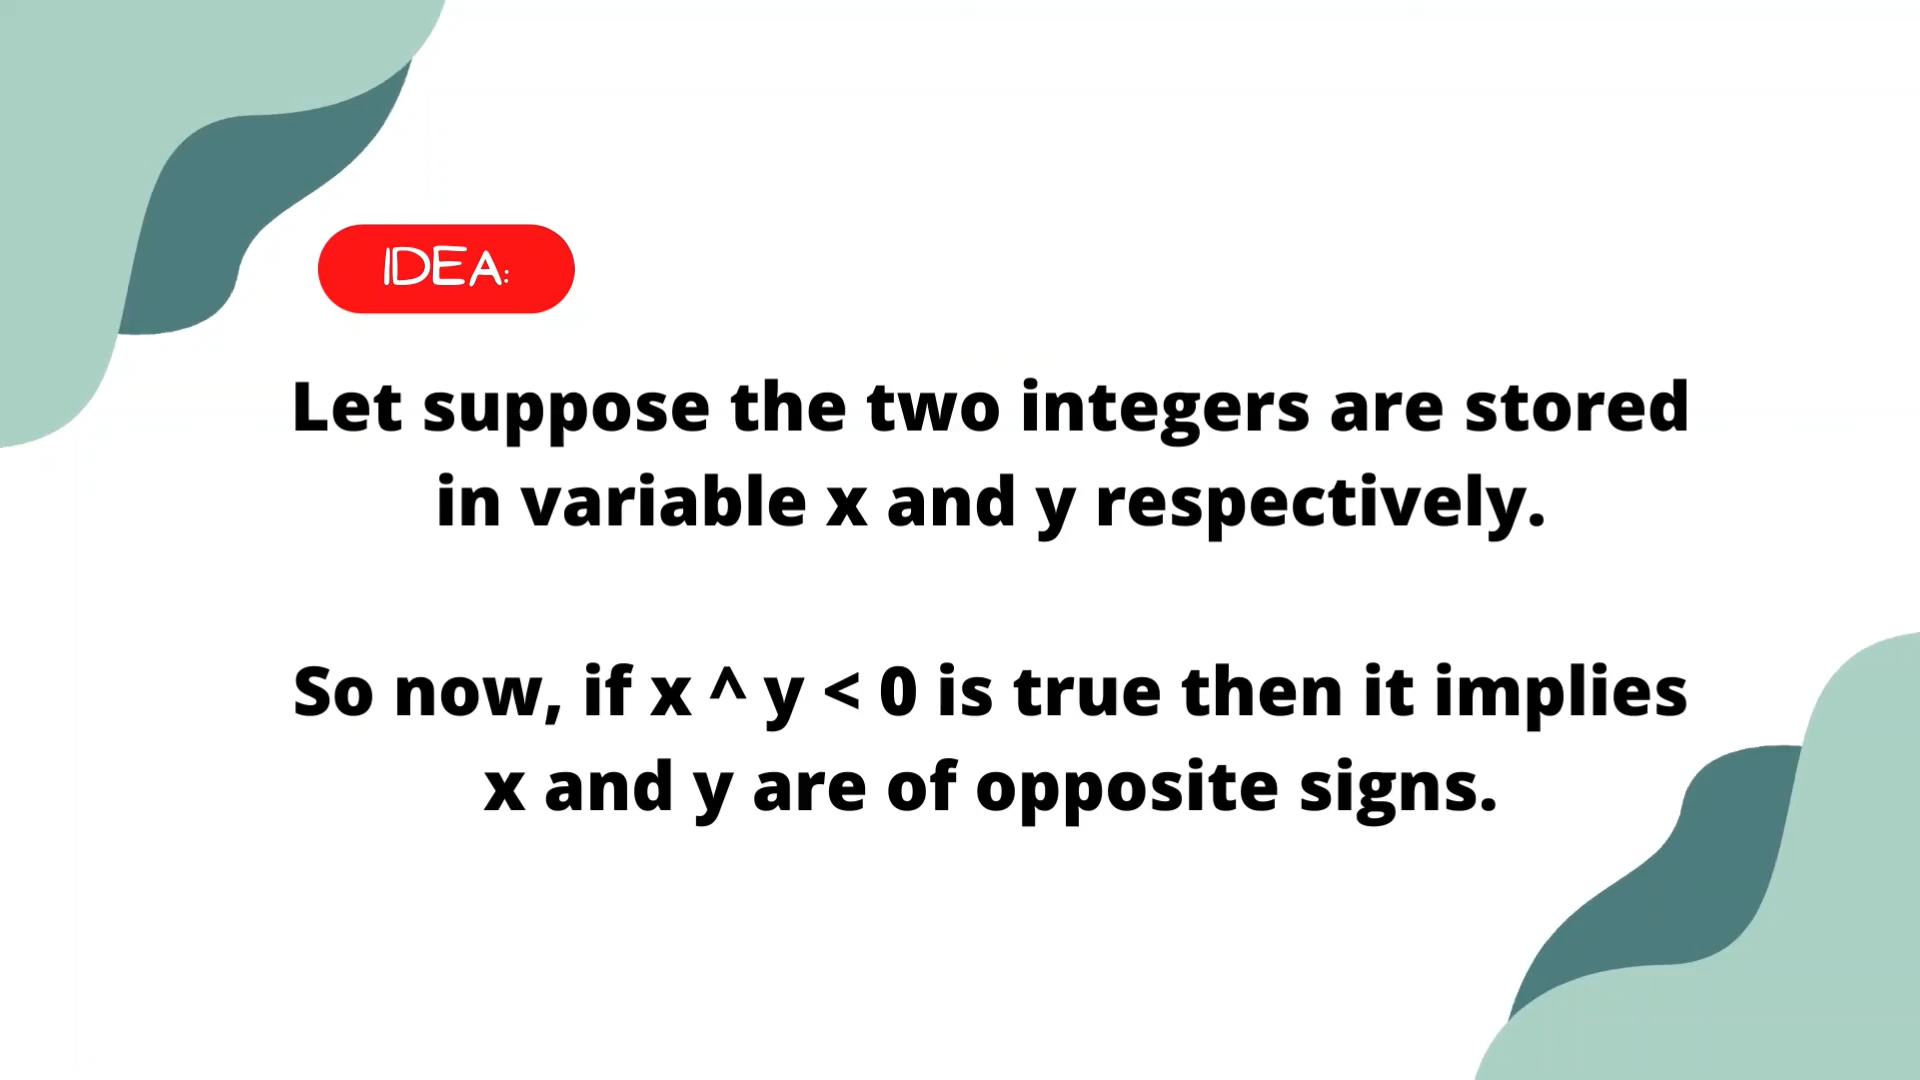 IDEA:
Let suppose the two integers are stored
in variable x and y respectively.
So now, if x ^ y < 0 is true then it implies
x and y are of opposite signs.